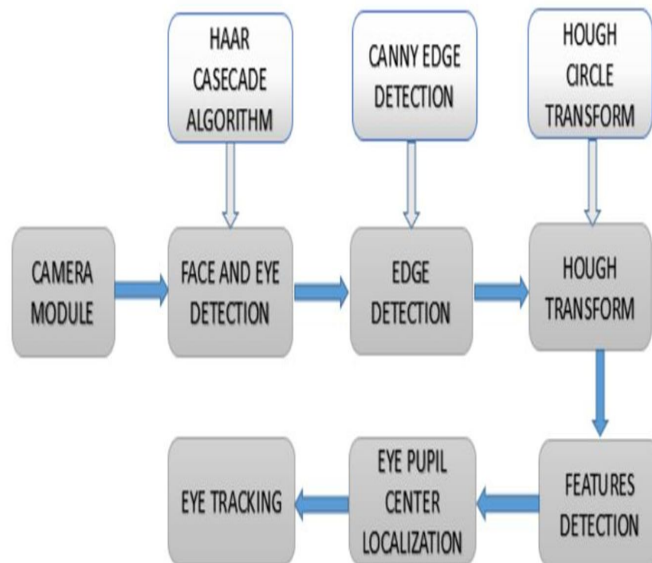 HAAR
CASECADE
ALGORITHM
CANNY EDGE
DETECTION
HOUGH
CIRCLE
TRANSFORM
CAMERA
MODULE
FACE AND EYE
DETECTION
EDGE
DETECTION
HOUGH
TRANSFORM
EYE TRACKING
EYE PUPIL
CENTER
LOCALIZATION
FEATURES
DETECTION